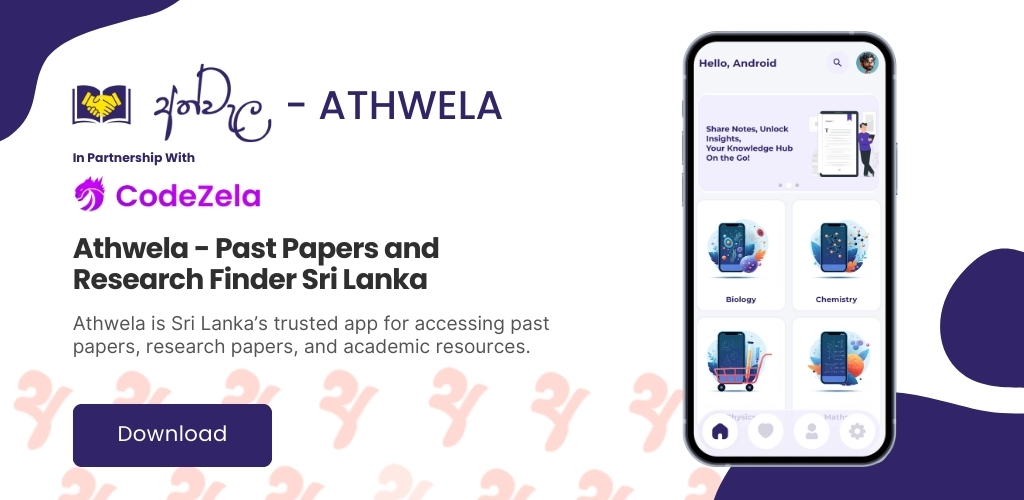 අත්වැල - ATHWELA
In Partnership With
CodeZela
Athwela - Past Papers and
Research Finder Sri Lanka
Athwela is Sri Lanka's trusted app for accessing past
papers, research papers, and academic resources.
Download
Hello, Android
Share Notes, Unlock
Insights,
Your Knowledge Hub
On the Go!
Biology
Chemistry
Physics
Maths